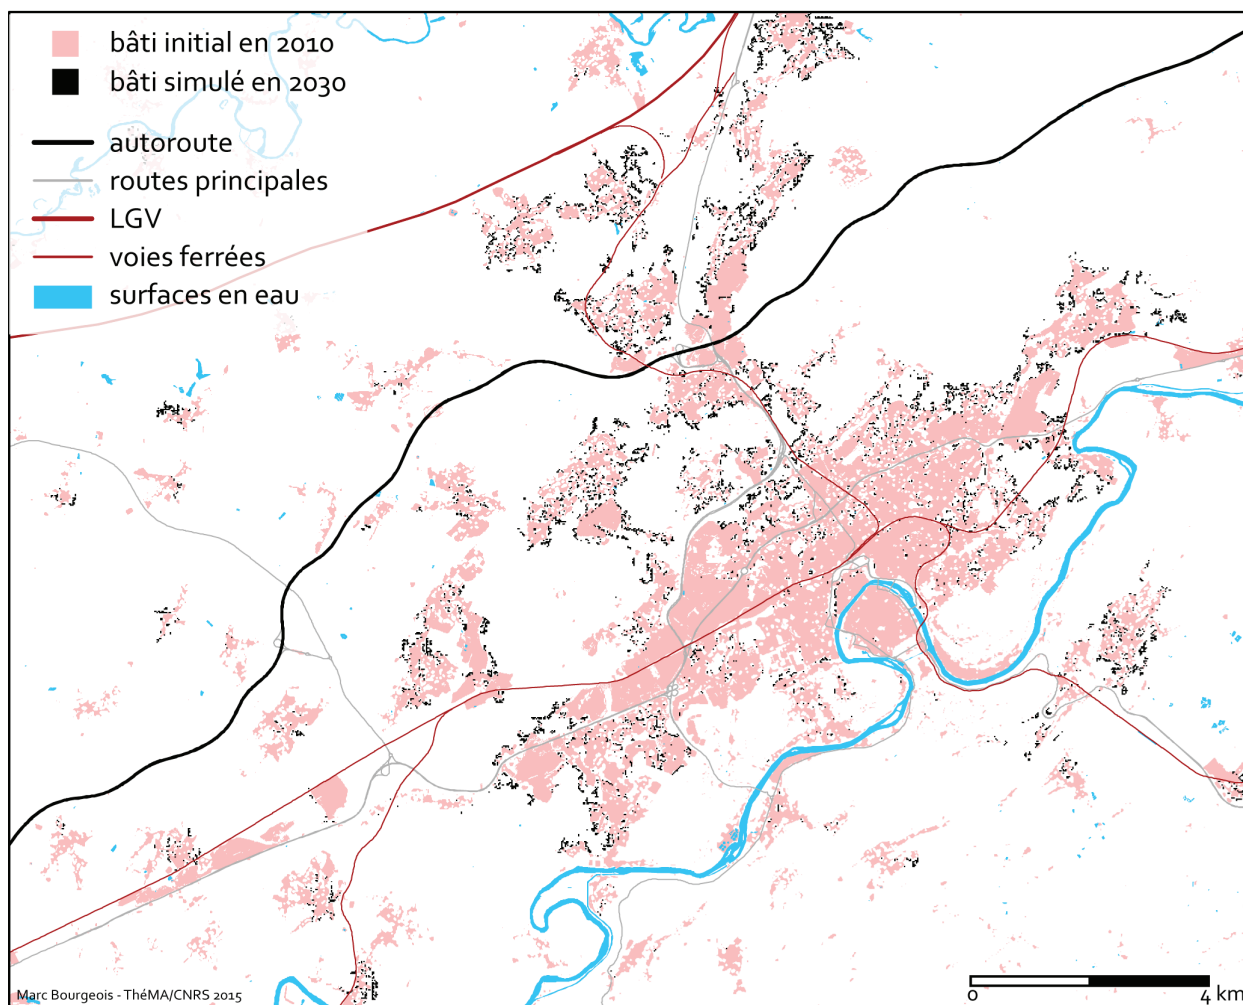 bâti initial en 2010
bâti simulé en 2030
autoroute
routes principales
LGV
voies ferrées
surfaces en eau
Marc Bourgeois - ThéMA/CNRS 2015
0 4 km